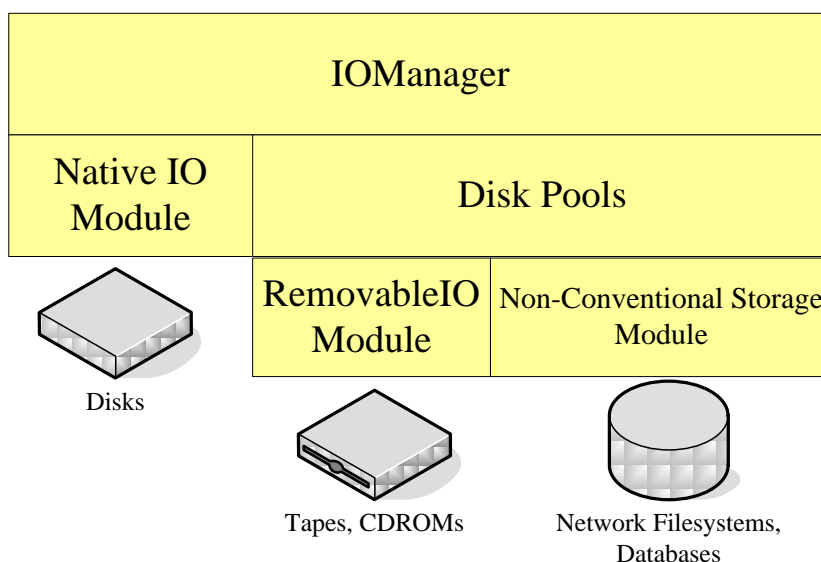 IOManager
Native IO
Module
Disk Pools
RemovableIO
Module
Non-Conventional Storage
Module
Disks
Tapes, CDROMs
Network Filesystems,
Databases